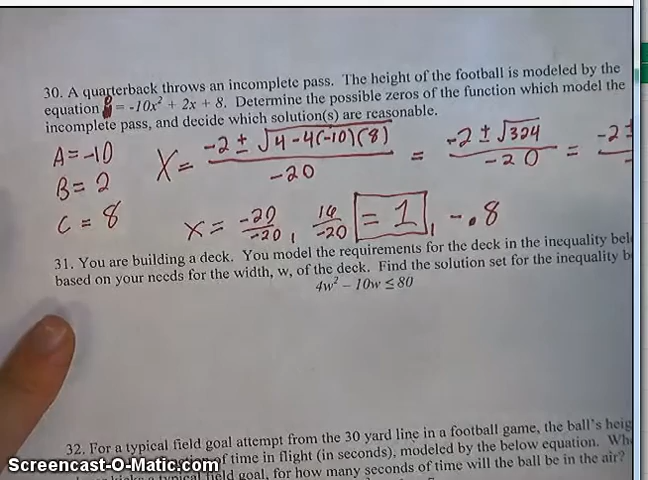 30. A quarterback throws an incomplete pass. The height of the football is modeled by the
equation = -10x² + 2x + 8. Determine the possible zeros of the function which model the
incomplete pass, and decide which solution(s) are reasonable.
A=-10
B=2
C=8
X= -2 ± √4-4(-10)(8) / -20 = -2 ± √324 / -20 = -2 ±
x= -20/-20, 16/-20 = 1, -.8
31. You are building a deck. You model the requirements for the deck in the inequality
based on your needs for the width, w, of the deck. Find the solution set for the inequality
4w² – 10w ≤ 80
32. For a typical field goal attempt from the 30 yard line in a football game, the ball's
of time in flight (in seconds), modeled by the below equation.
a typical field goal, for how many seconds of time will the ball be in the air?
Screencast-O-Matic.com